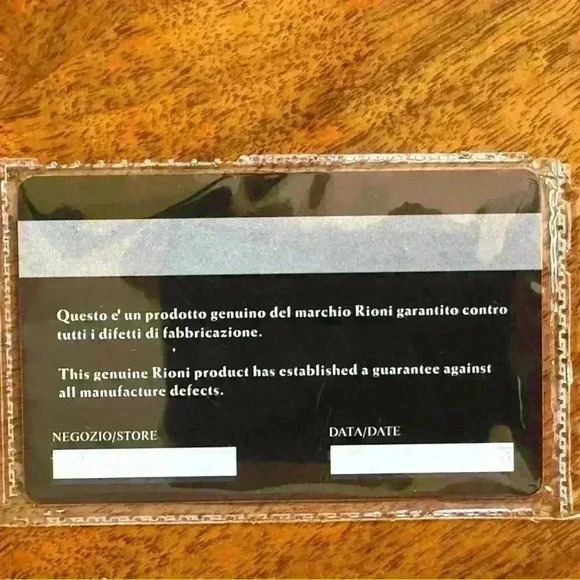 Questo e' un prodotto genuino del marchio Rioni garantito contro
tutti i difetti di fabbricazione.
This genuine Rioni product has established a guarantee against
all manufacture defects.
NEGOZIO/STORE
DATA/DATE